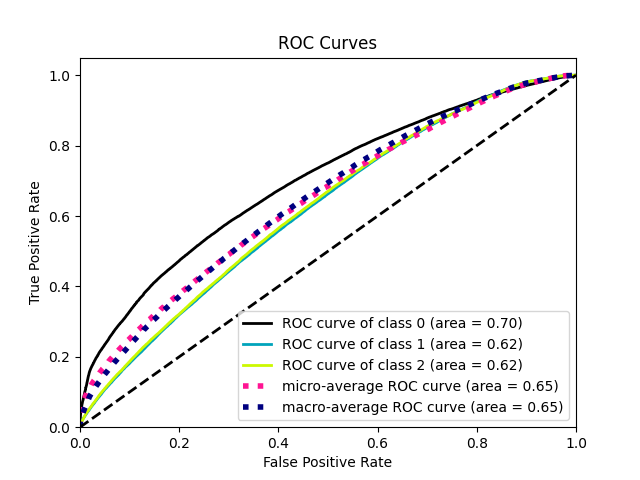 ROC Curves
True Positive Rate
1.0
0.8
0.6
0.4
0.2
0.0
ROC curve of class 0 (area = 0.70)
ROC curve of class 1 (area = 0.62)
ROC curve of class 2 (area = 0.62)
micro-average ROC curve (area = 0.65)
macro-average ROC curve (area = 0.65)
0.0 0.2 0.4 0.6 0.8 1.0
False Positive Rate